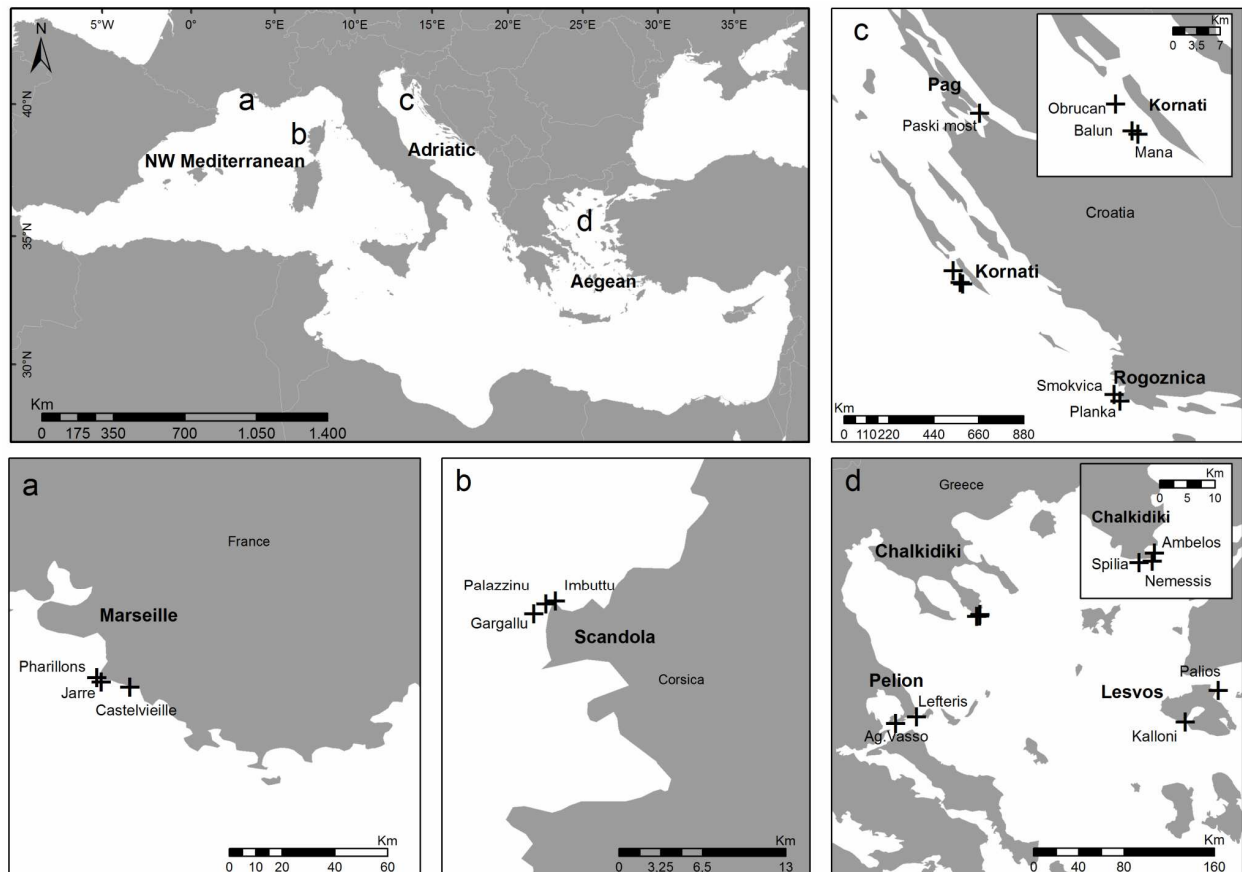 5°W 0° 5°E 10°E 15°E 20°E 25°E 30°E 35°E
N
40°N
35°N
30°N
a
b
c
d
NW Mediterranean
Adriatic
Aegean
Km
0 175 350 700 1.050 1.400
c
Km
0 3,5 7
Obrucan
Kornati
Balun
Mana
Pag
Paski most
Croatia
Kornati
Smokvica
Rogoznica
Planka
Km
0 110 220 440 660 880
a
France
Marseille
Pharillons
Jarre
Castelvieille
Km
0 10 20 40 60
b
Palazzinu
Imbuttu
Gargallu
Scandola
Corsica
Km
0 3,25 6,5 13
d
Greece
Km
0 5 10
Chalkidiki
Ambelos
Spilia
Nemessis
Chalkidiki
Pelion
Lefteris
Ag.Vasso
Lesvos
Palios
Kalloni
Km
0 40 80 160